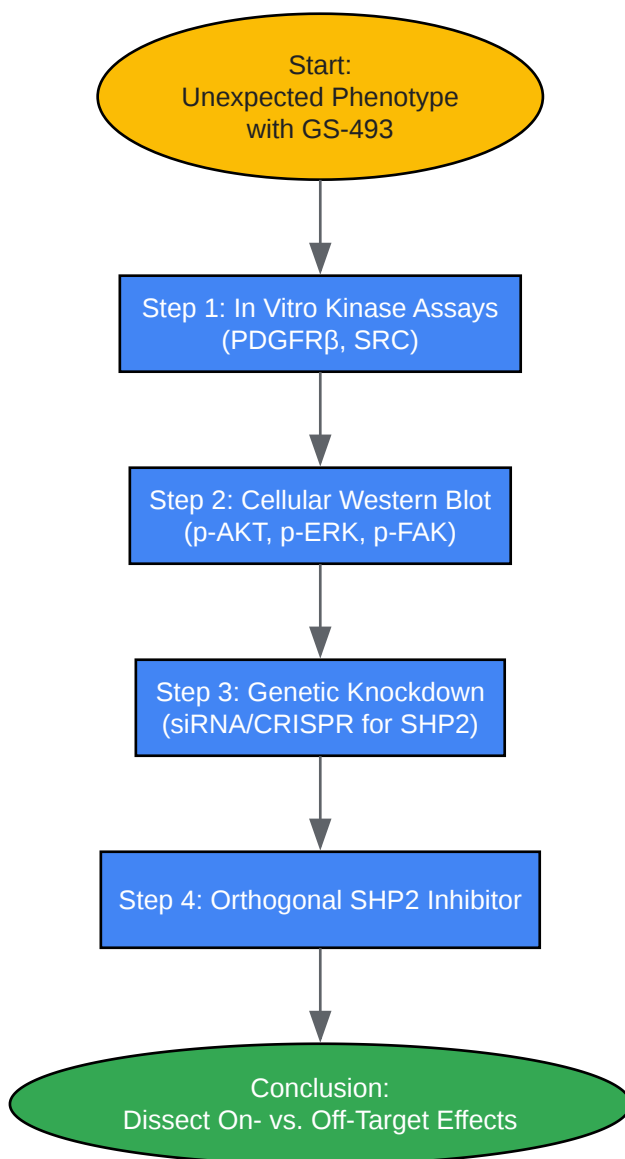 Start:
Unexpected Phenotype
with GS-493
Step 1: In Vitro Kinase Assays
(PDGFRβ, SRC)
Step 2: Cellular Western Blot
(p-AKT, p-ERK, p-FAK)
Step 3: Genetic Knockdown
(siRNA/CRISPR for SHP2)
Step 4: Orthogonal SHP2 Inhibitor
Conclusion:
Dissect On- vs. Off-Target Effects